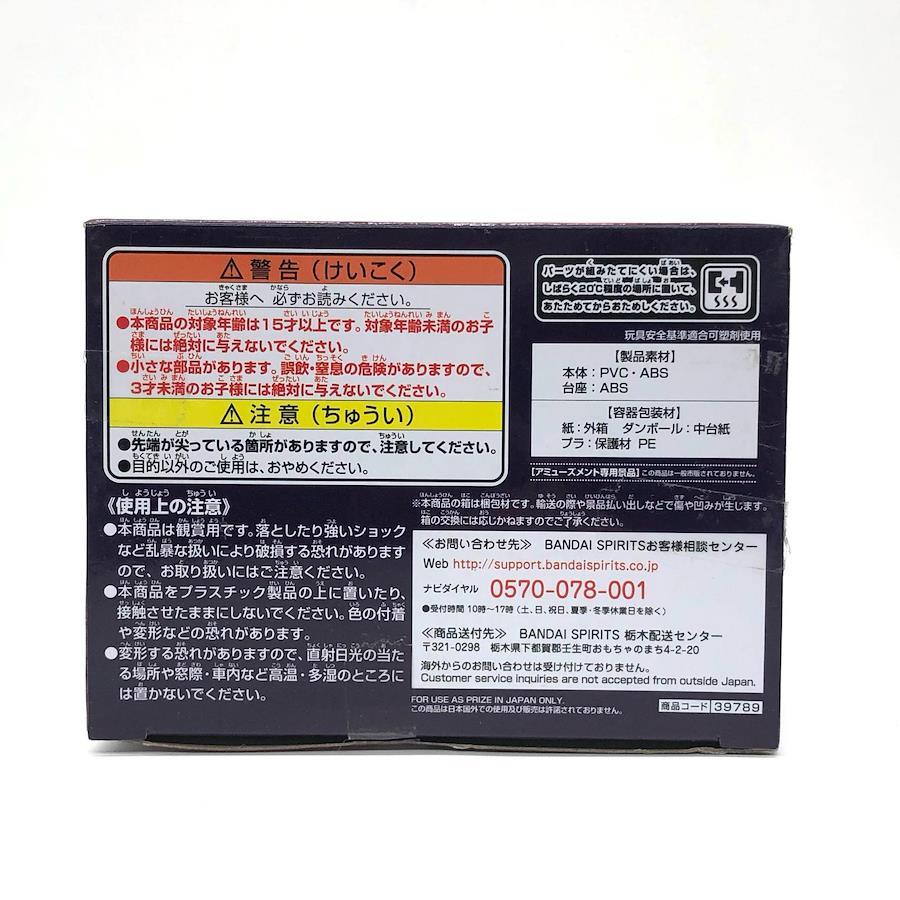 ⚠警告（けいこく）
お客様へ 必ずお読みください。
●本商品の対象年齢は15才以上です。対象年齢未満のお子
様には絶対に与えないでください。
●小さな部品があります。誤飲・窒息の危険がありますので、
3才未満のお子様には絶対に与えないでください。
⚠注意（ちゅうい）
●先端が尖っている箇所がありますので、注意してください。
●目的以外のご使用は、おやめください。
《使用上の注意》
●本商品は観賞用です。落としたり強いショック
など乱暴な扱いにより破損する恐れがあります
ので、お取り扱いにはご注意ください。
●本商品をプラスチック製品の上に置いたり、
接触させたままにしないでください。色の付着
や変形などの恐れがあります。
●変形する恐れがありますので、直射日光の当た
る場所や窓際・車内など高温・多湿のところに
は置かないでください。
パーツが組みたてにくい場合は、
しばらく20℃程度の場所に置いて、
あたためてからおためしください。
玩具安全基準適合可塑剤使用
【製品素材】
本体：PVC・ABS
台座：ABS
【容器包装材】
紙：外箱 ダンボール：中台紙
プラ：保護材 PE
【アミューズメント専用景品】この商品は一般市販されておりません。
※本商品の箱は梱包材です。輸送の際や景品払い出しなどで傷や凹みが生じます。
箱の交換には応じかねますのでご了承ください。
≪お問い合わせ先≫ BANDAI SPIRITSお客様相談センター
Web http://support.bandaispirits.co.jp
ナビダイヤル 0570-078-001
●受付時間 10時〜17時（土、日、祝日、夏季・冬季休業日を除く）
≪商品送付先≫ BANDAI SPIRITS 栃木配送センター
〒321-0298 栃木県下都賀郡壬生町おもちゃのまち4-2-20
海外からのお問い合わせは受け付けておりません。
Customer service inquiries are not accepted from outside Japan.
FOR USE AS PRIZE IN JAPAN ONLY.
この商品は日本国外での使用及び販売は許諾されておりません。
商品コード 39789